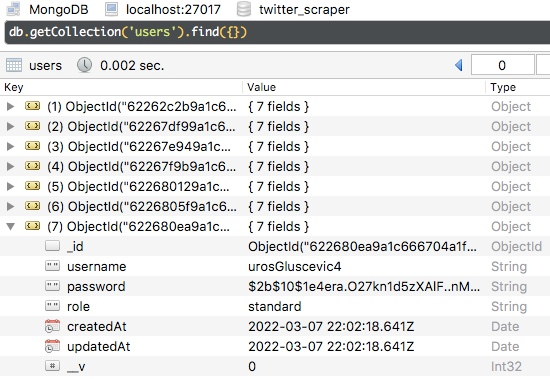 MongoDB localhost:27017 twitter_scraper
db.getCollection('users').find({})
users 0.002 sec. 0
Key Value Type
(1) ObjectId("62262c2b9a1c6... { 7 fields } Object
(2) ObjectId("62267df99a1c6... { 7 fields } Object
(3) ObjectId("62267e949a1c... { 7 fields } Object
(4) ObjectId("62267f9b9a1c6... { 7 fields } Object
(5) ObjectId("622680129a1c6... { 7 fields } Object
(6) ObjectId("6226805f9a1c6... { 7 fields } Object
(7) ObjectId("622680ea9a1c... { 7 fields } Object
_id ObjectId("622680ea9a1c666704a1f... ObjectId
username urosGluscevic4 String
password $2b$10$1e4era.O27kn1d5zXAIF..nM... String
role standard String
createdAt 2022-03-07 22:02:18.641Z Date
updatedAt 2022-03-07 22:02:18.641Z Date
__v 0 Int32